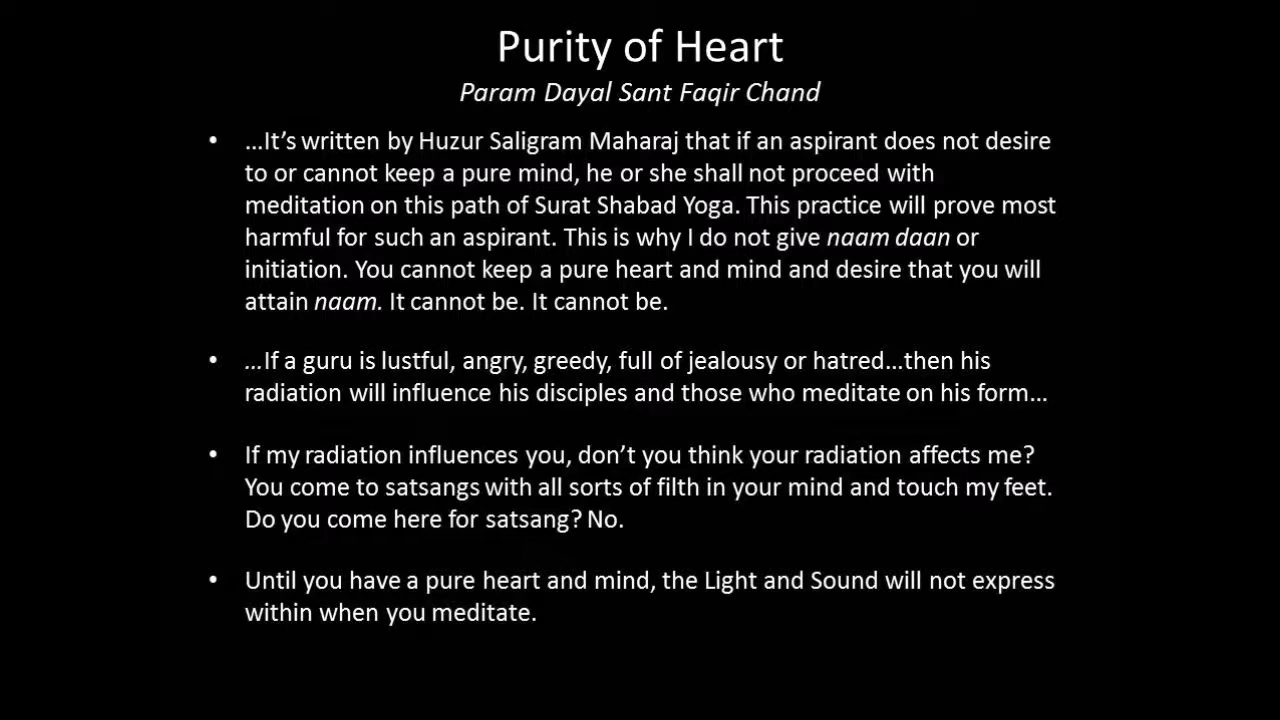 Purity of Heart
Param Dayal Sant Faqir Chand
• ...It's written by Huzur Saligram Maharaj that if an aspirant does not desire
to or cannot keep a pure mind, he or she shall not proceed with
meditation on this path of Surat Shabad Yoga. This practice will prove most
harmful for such an aspirant. This is why I do not give naam daan or
initiation. You cannot keep a pure heart and mind and desire that you will
attain naam. It cannot be. It cannot be.
• ...If a guru is lustful, angry, greedy, full of jealousy or hatred...then his
radiation will influence his disciples and those who meditate on his form...
• If my radiation influences you, don't you think your radiation affects me?
You come to satsangs with all sorts of filth in your mind and touch my feet.
Do you come here for satsang? No.
• Until you have a pure heart and mind, the Light and Sound will not express
within when you meditate.